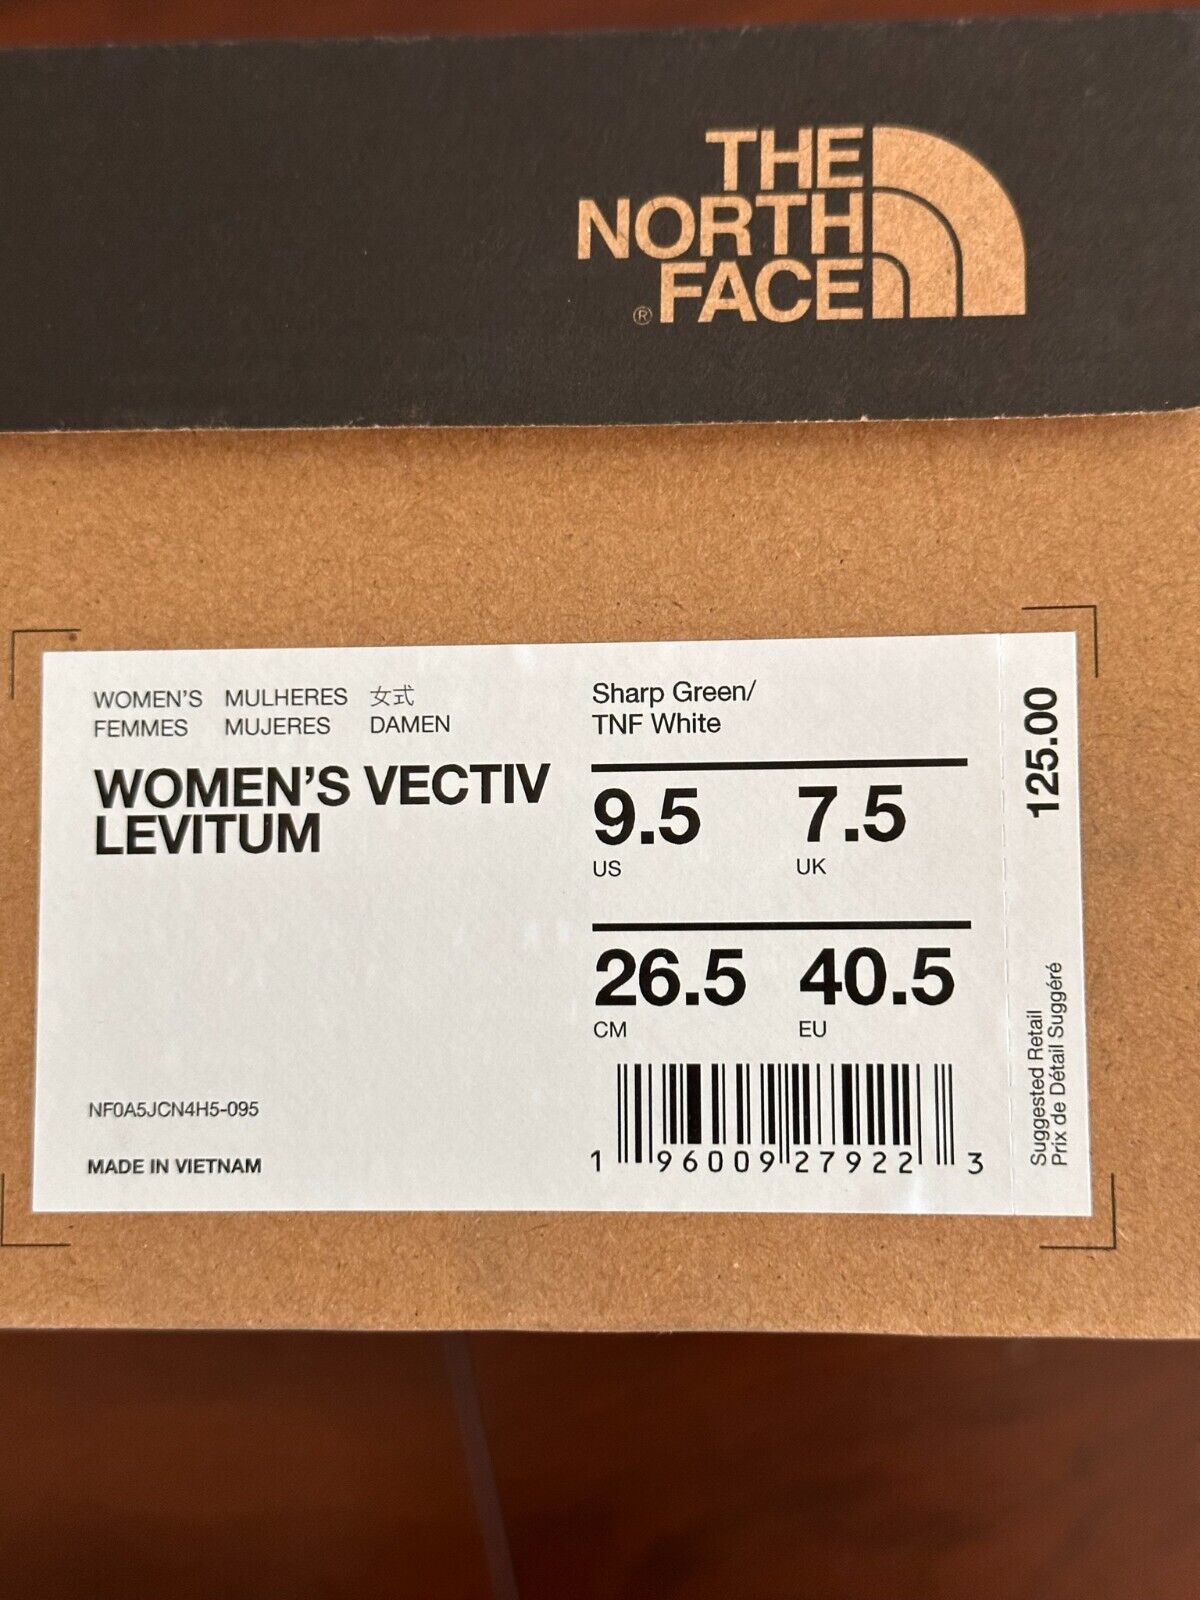 THE
NORTH
FACE
®
WOMEN'S MULHERES 女式
FEMMES MUJERES DAMEN
WOMEN'S VECTIV
LEVITUM
NF0A5JCN4H5-095
MADE IN VIETNAM
Sharp Green/
TNF White
9.5 7.5
US UK
26.5 40.5
CM EU
1 96009 27922 3
125.00
Suggested Retail
Prix de Détail Suggéré